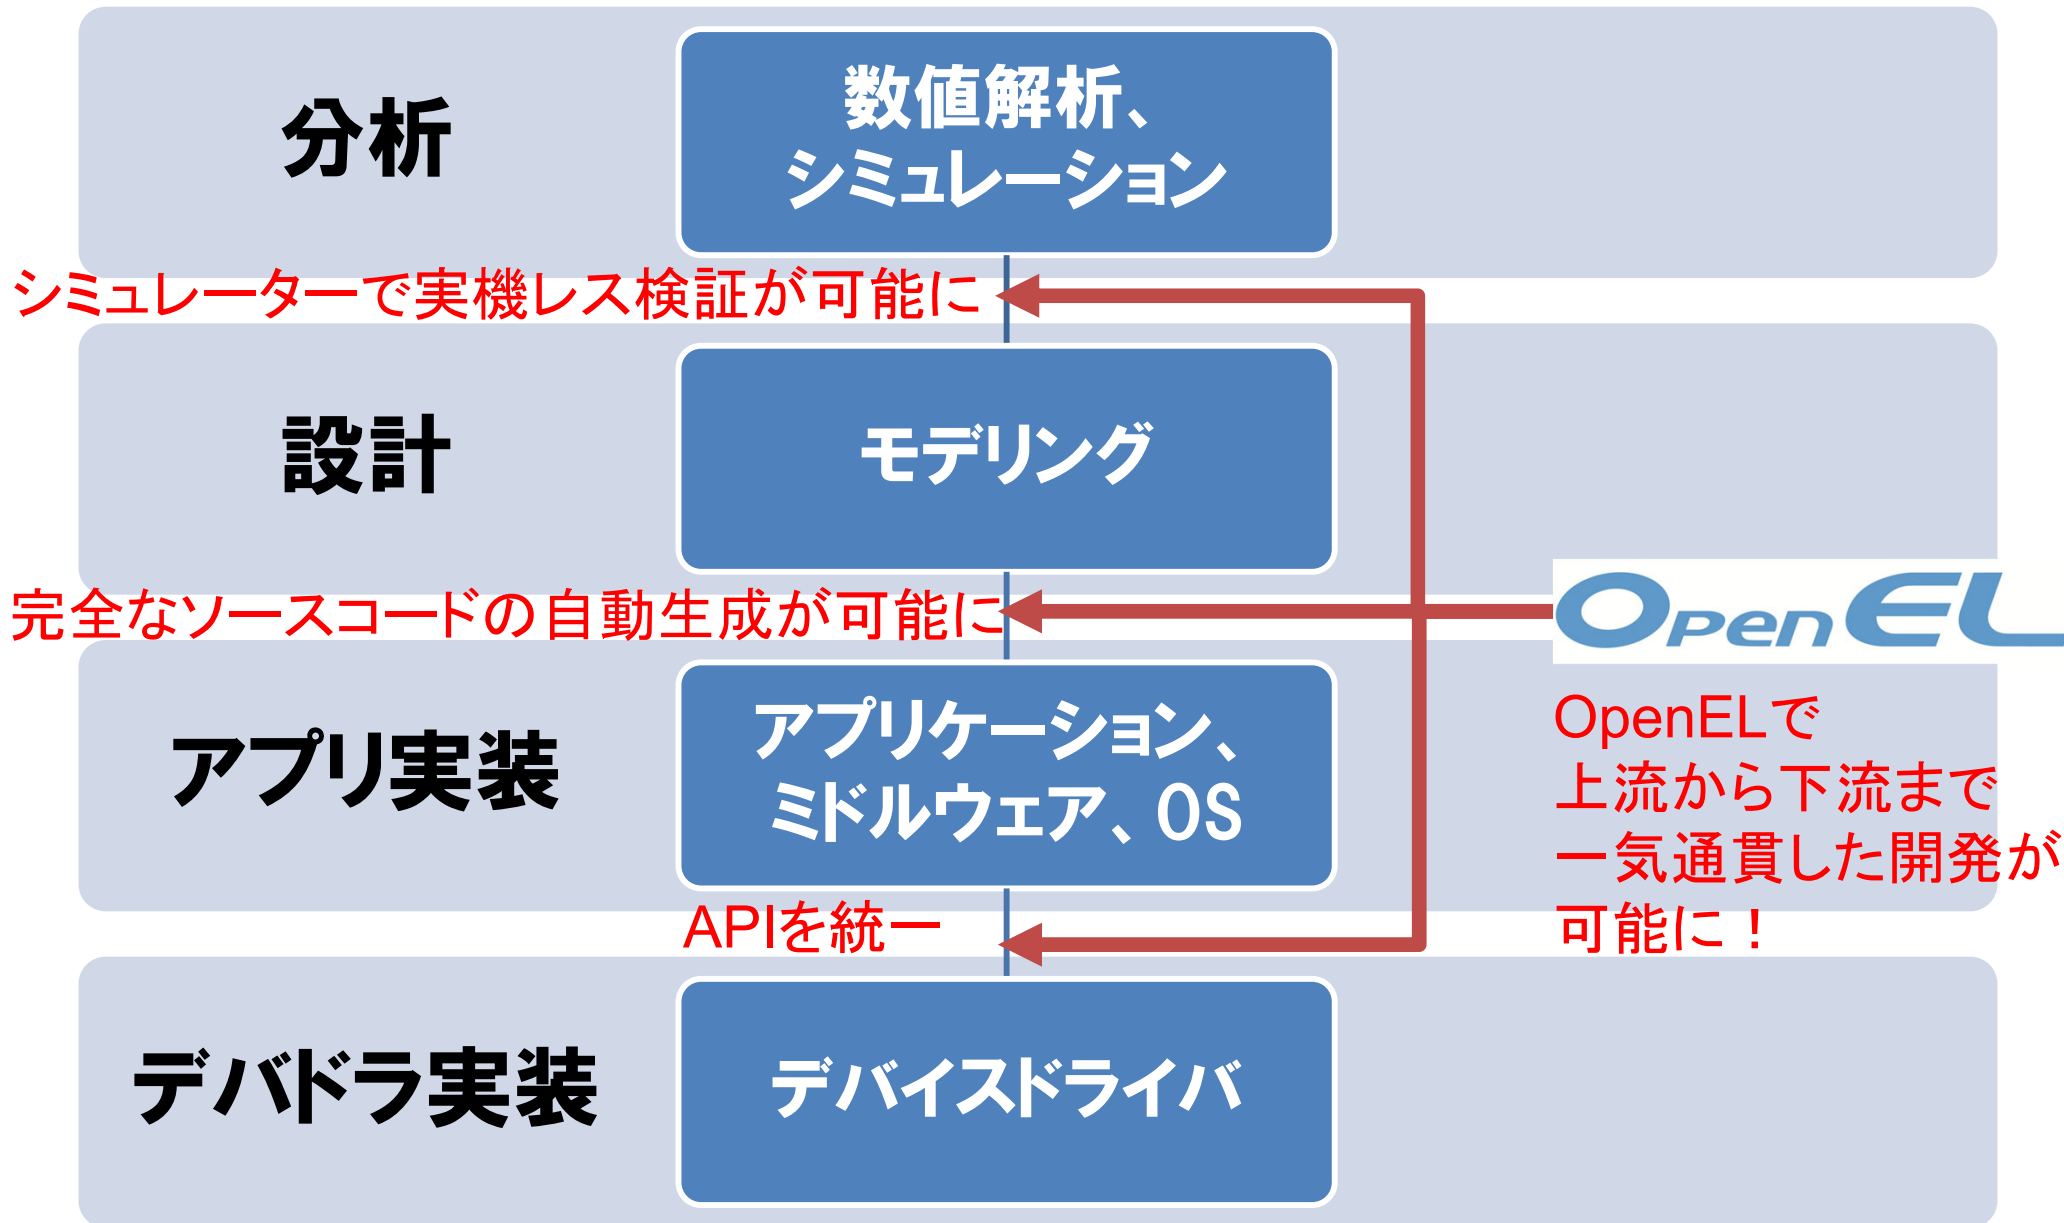 分析
数値解析、
シミュレーション
シミュレーターで実機レス検証が可能に
設計
モデリング
完全なソースコードの自動生成が可能に
OpenEL
アプリ実装
アプリケーション、
ミドルウェア、OS
OpenELで
上流から下流まで
一気通貫した開発が
可能に！
APIを統一
デバドラ実装
デバイスドライバ